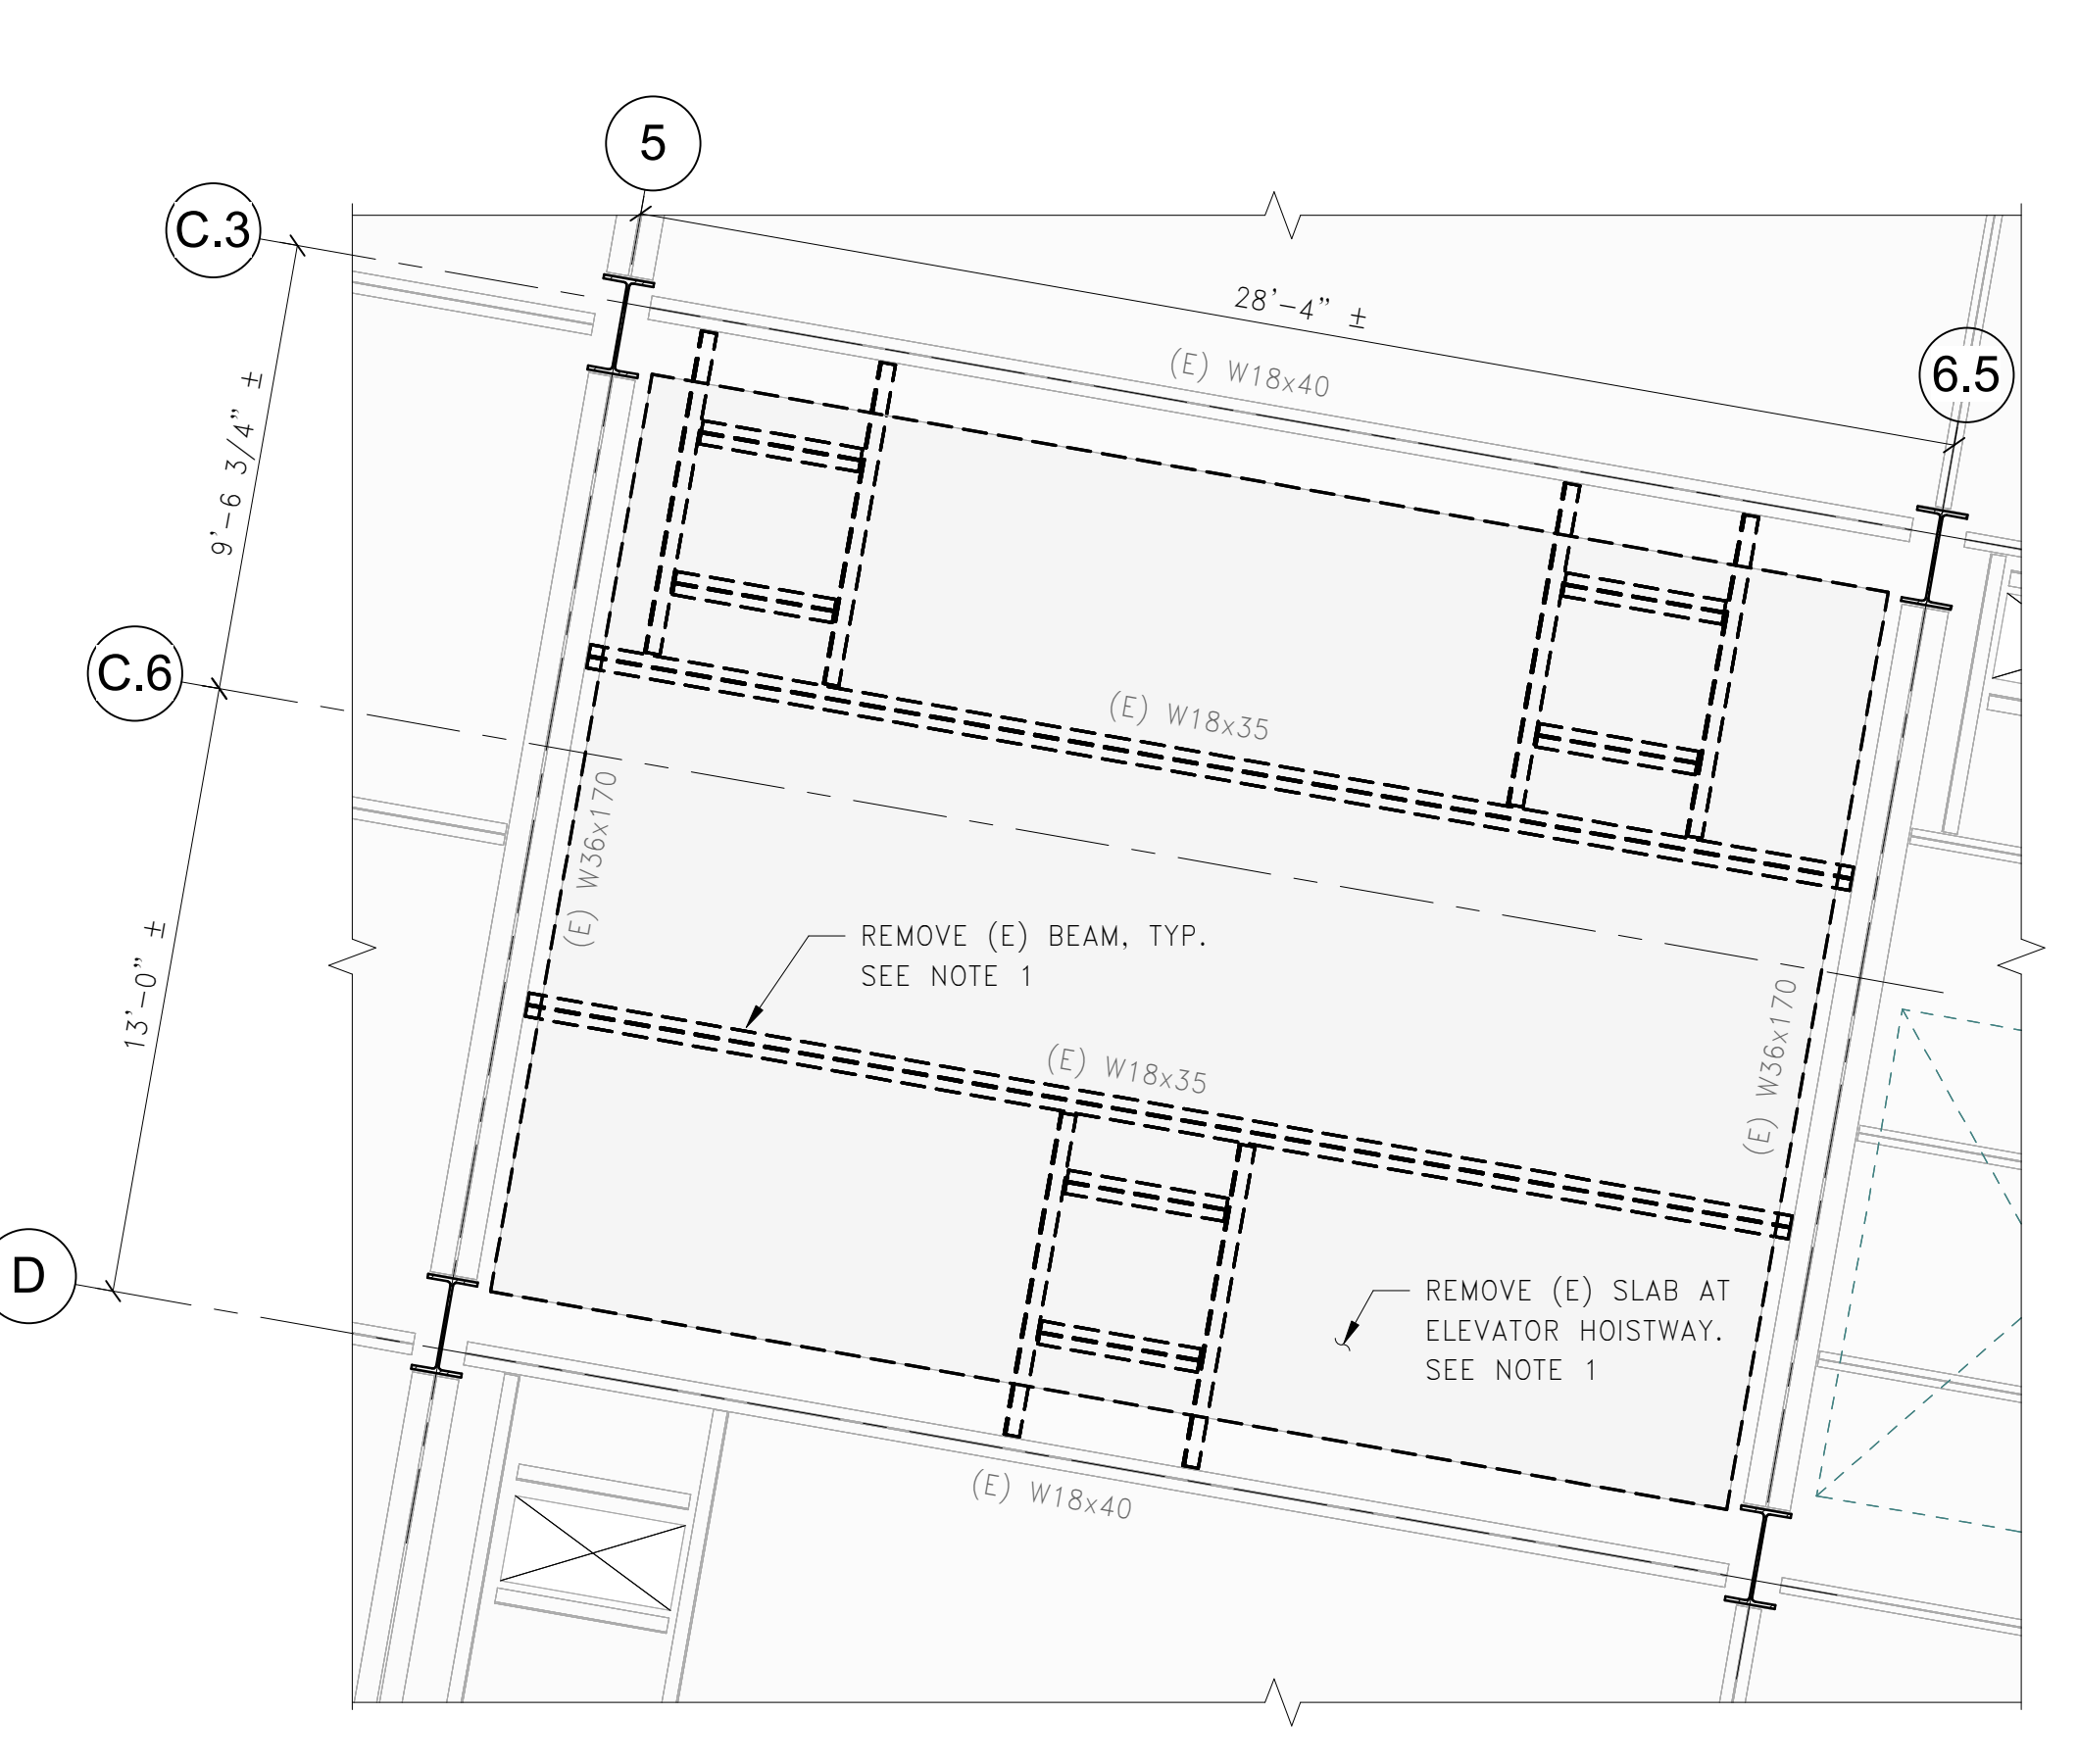 5
C.3
28'-4" ±
6.5
(E) W18x40
9'-6 3/4" ±
C.6
(E) W18x35
(E) W36x170
REMOVE (E) BEAM, TYP.
SEE NOTE 1
13'-0" ±
(E) W18x35
(E) W36x170
D
REMOVE (E) SLAB AT
ELEVATOR HOISTWAY.
SEE NOTE 1
(E) W18x40